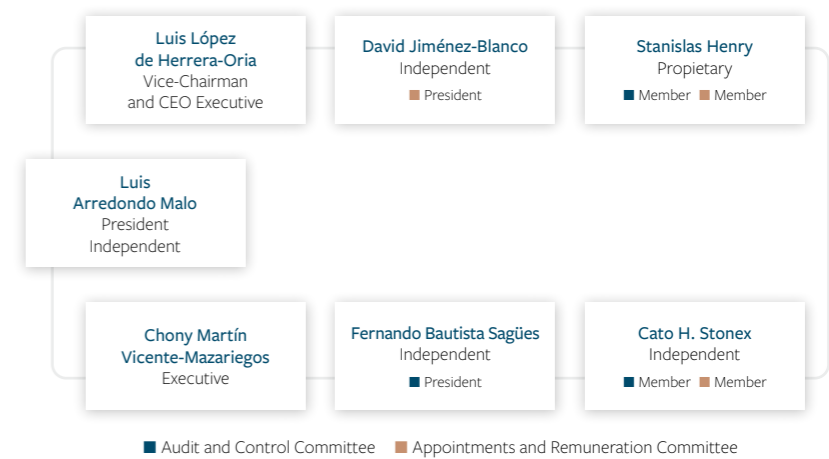 Luis López
de Herrera-Oria
Vice-Chairman
and CEO Executive
David Jiménez-Blanco
Independent
President
Stanislas Henry
Propietary
Member Member
Luis
Arredondo Malo
President
Independent
Chony Martín
Vicente-Mazariegos
Executive
Fernando Bautista Sagües
Independent
President
Cato H. Stonex
Independent
Member Member
Audit and Control Committee Appointments and Remuneration Committee